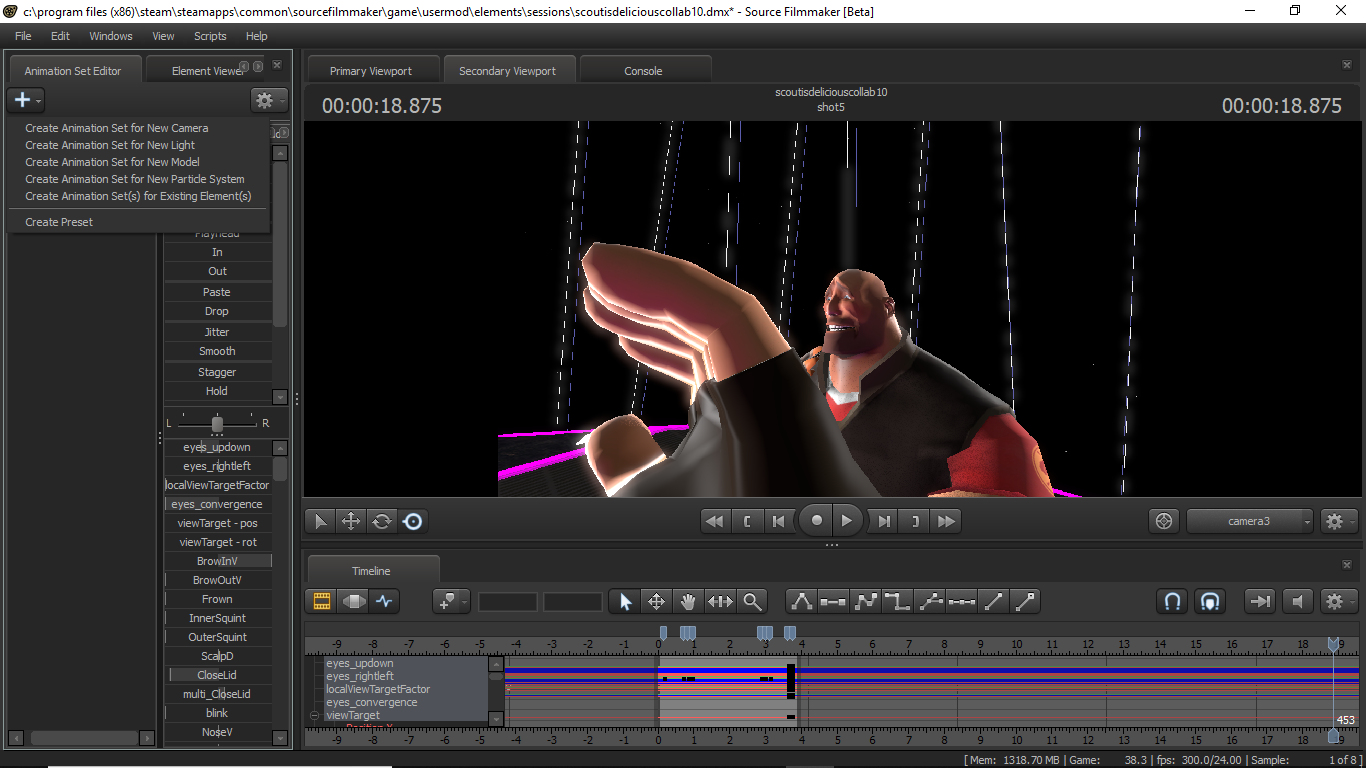 c:\program files (x86)\steam\steamapps\common\sourcefilmmaker\game\usermod\elements\sessions\scoutisdeliciouscollab10.dmx* - Source Filmmaker [Beta]
File Edit Windows View Scripts Help
Animation Set Editor Element Viewer
Create Animation Set for New Camera
Create Animation Set for New Light
Create Animation Set for New Model
Create Animation Set for New Particle System
Create Animation Set(s) for Existing Element(s)
Create Preset
Playhead
In
Out
Paste
Drop
Jitter
Smooth
Stagger
Hold
L R
eyes_updown
eyes_rightleft
localViewTargetFactor
eyes_convergence
viewTarget - pos
viewTarget - rot
BrowInV
BrowOutV
Frown
InnerSquint
OuterSquint
ScalpD
CloseLid
multi_CloseLid
blink
NoseV
Primary Viewport Secondary Viewport Console
00:00:18.875
scoutisdeliciouscollab10
shot5
00:00:18.875
camera3
Timeline
-9 -8 -7 -6 -5 -4 -3 -2 -1 0 1 2 3 4 5 6 7 8 9 10 11 12 13 14 15 16 17 18 19
eyes_updown
eyes_rightleft
localViewTargetFactor
eyes_convergence
viewTarget
Position X
453
-9 -8 -7 -6 -5 -4 -3 -2 -1 0 1 2 3 4 5 6 7 8 9 10 11 12 13 14 15 16 17 18 19
[ Mem: 1318.70 MB | Game: 38.3 | fps: 300.0/24.00 | Sample: 1 of 8 ]